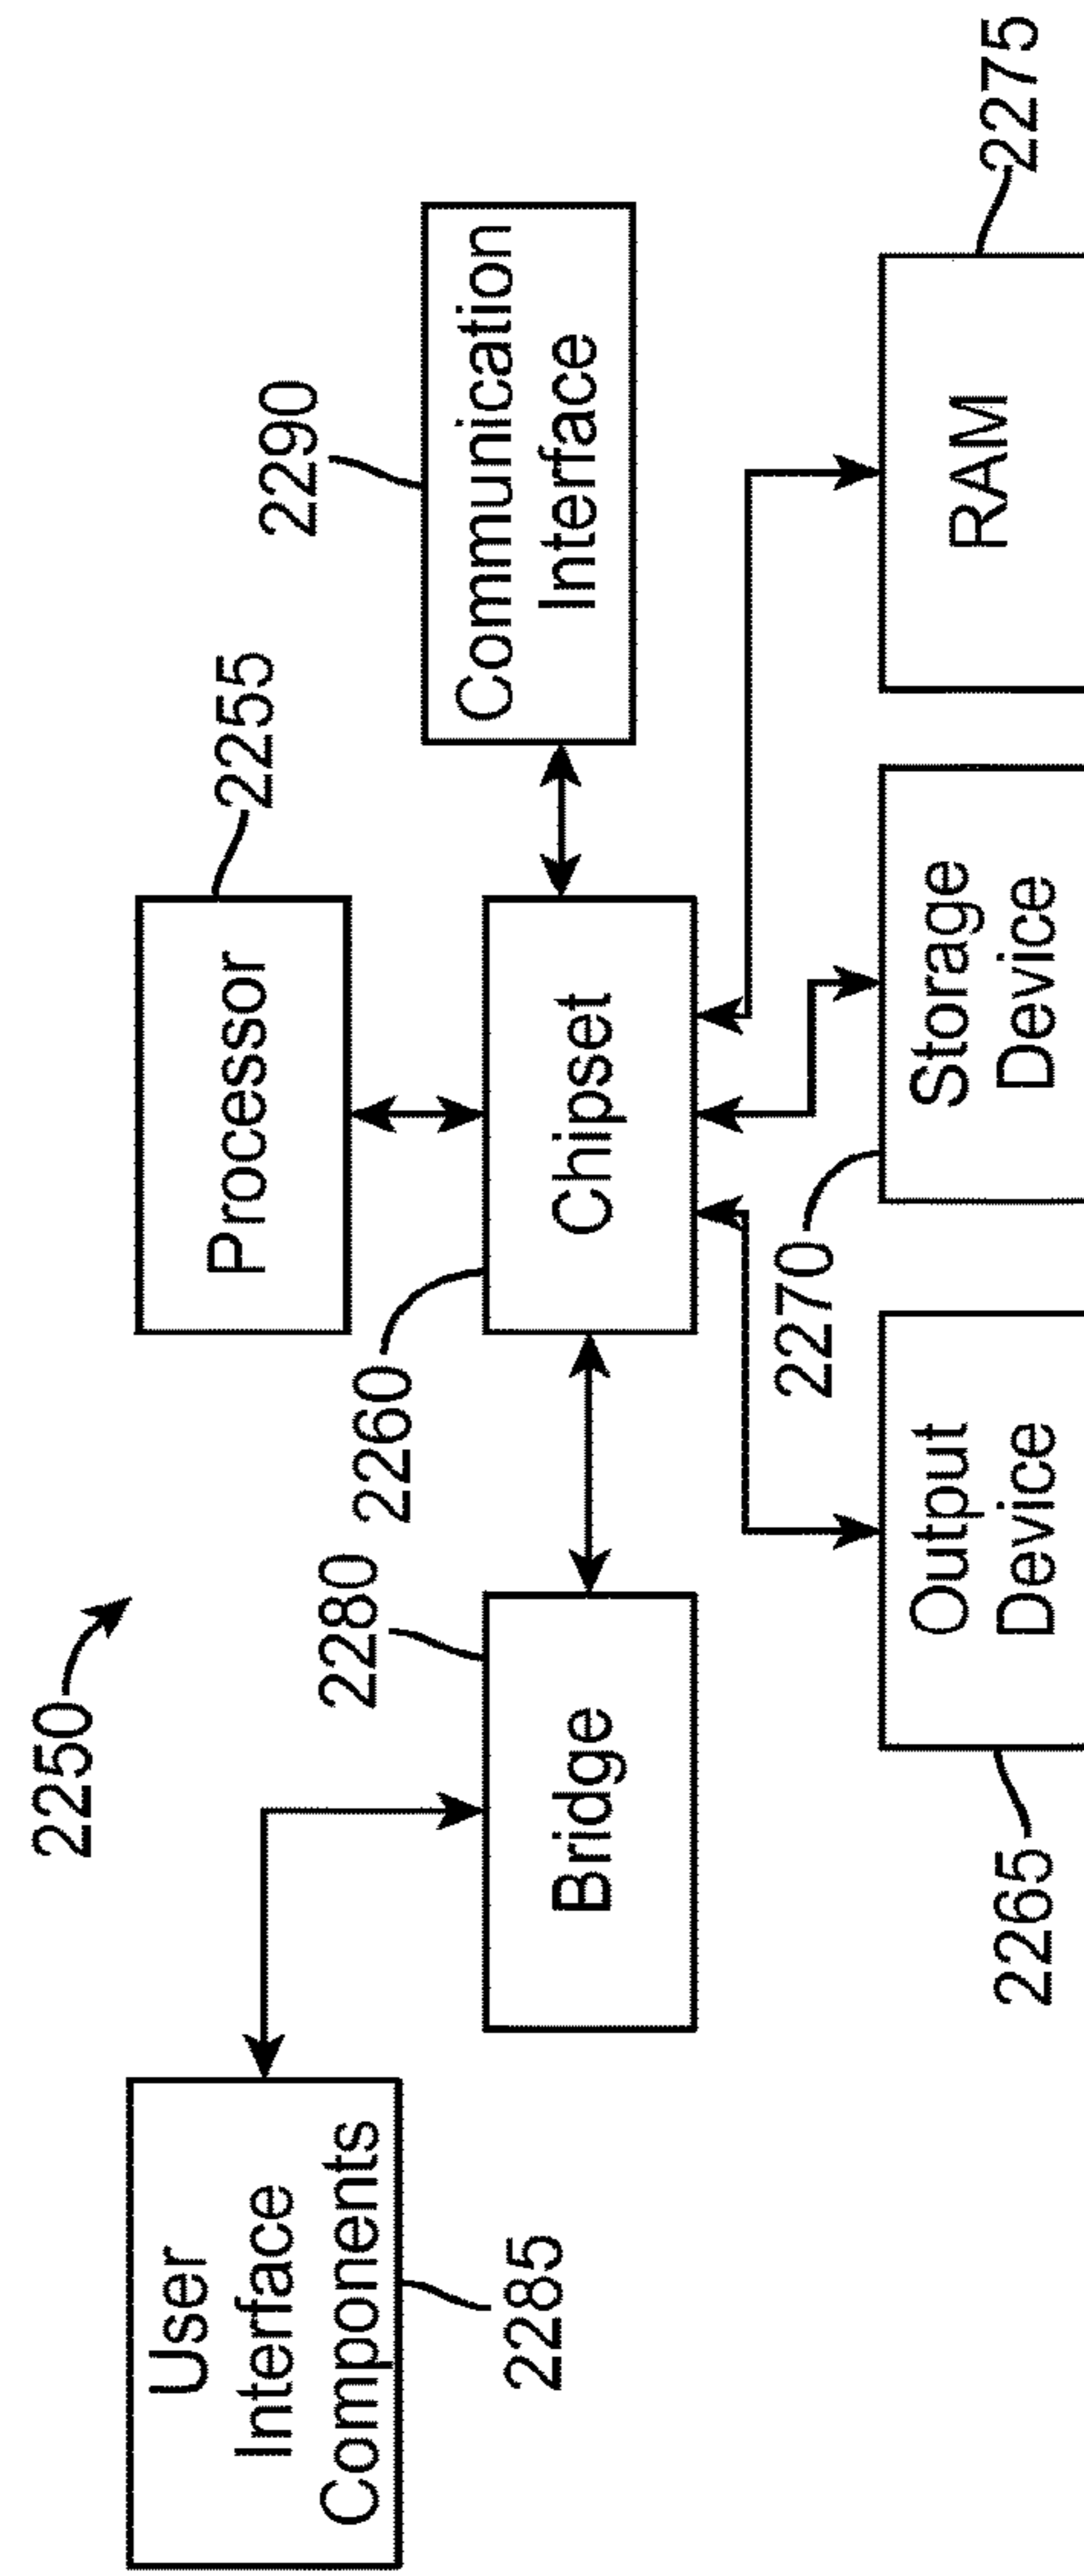 2250
User
Interface
Components
2285
Processor
2255
2290
Communication
Interface
2280
Bridge
2260
Chipset
2265
Output
Device
2270
Storage
Device
RAM
2275